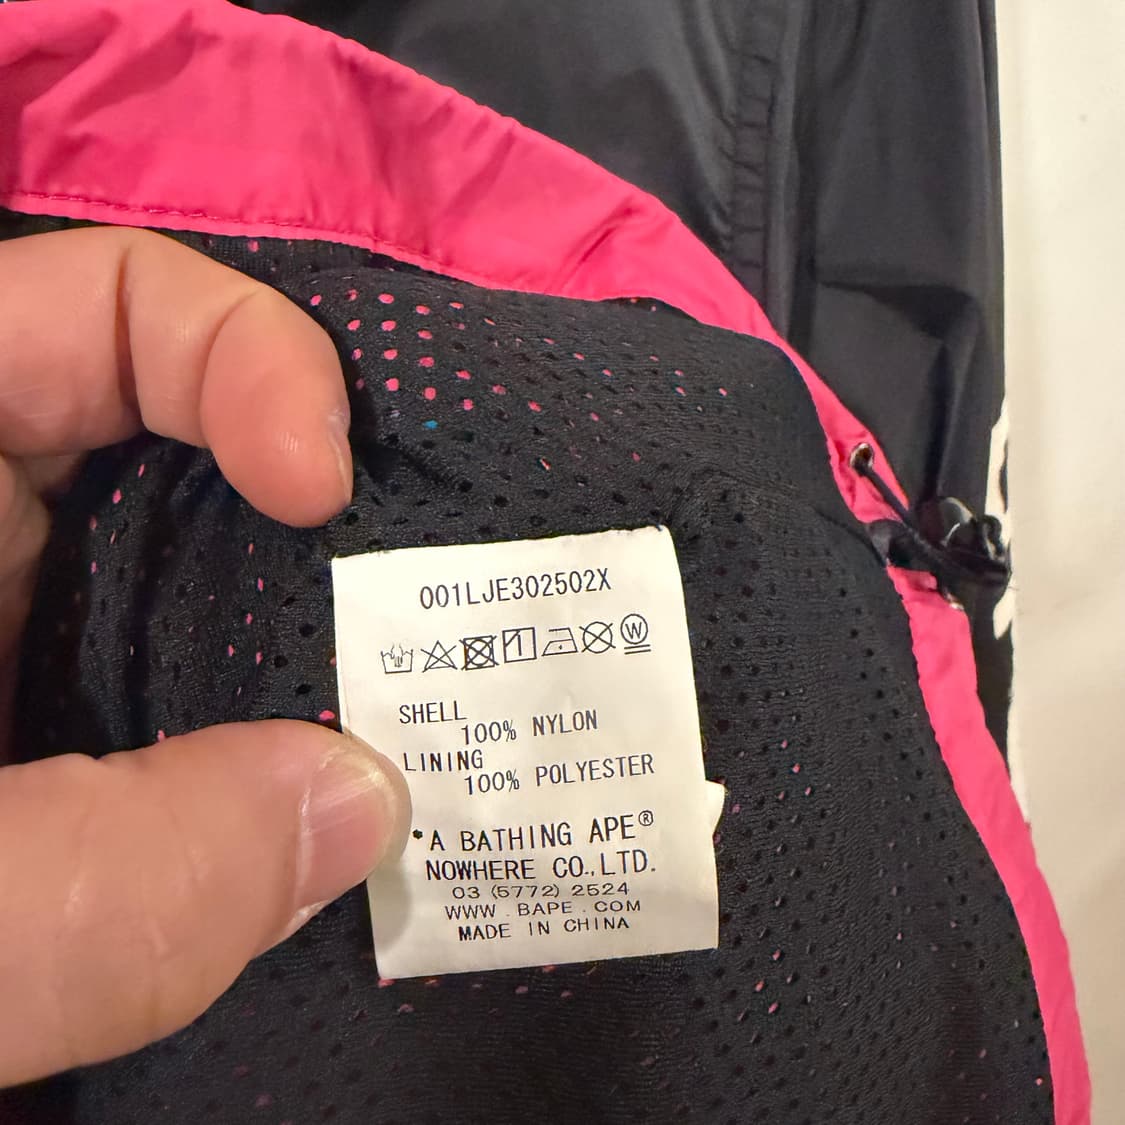 001LJE302502X
W
SHELL
100% NYLON
LINING
100% POLYESTER
*A BATHING APE®
NOWHERE CO.,LTD.
03 (5772) 2524
WWW.BAPE.COM
MADE IN CHINA